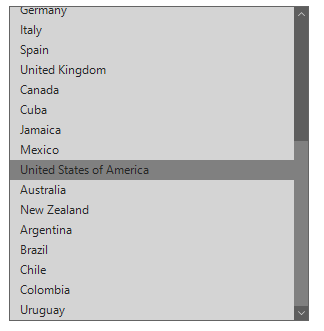 Germany
Italy
Spain
United Kingdom
Canada
Cuba
Jamaica
Mexico
United States of America
Australia
New Zealand
Argentina
Brazil
Chile
Colombia
Uruguay